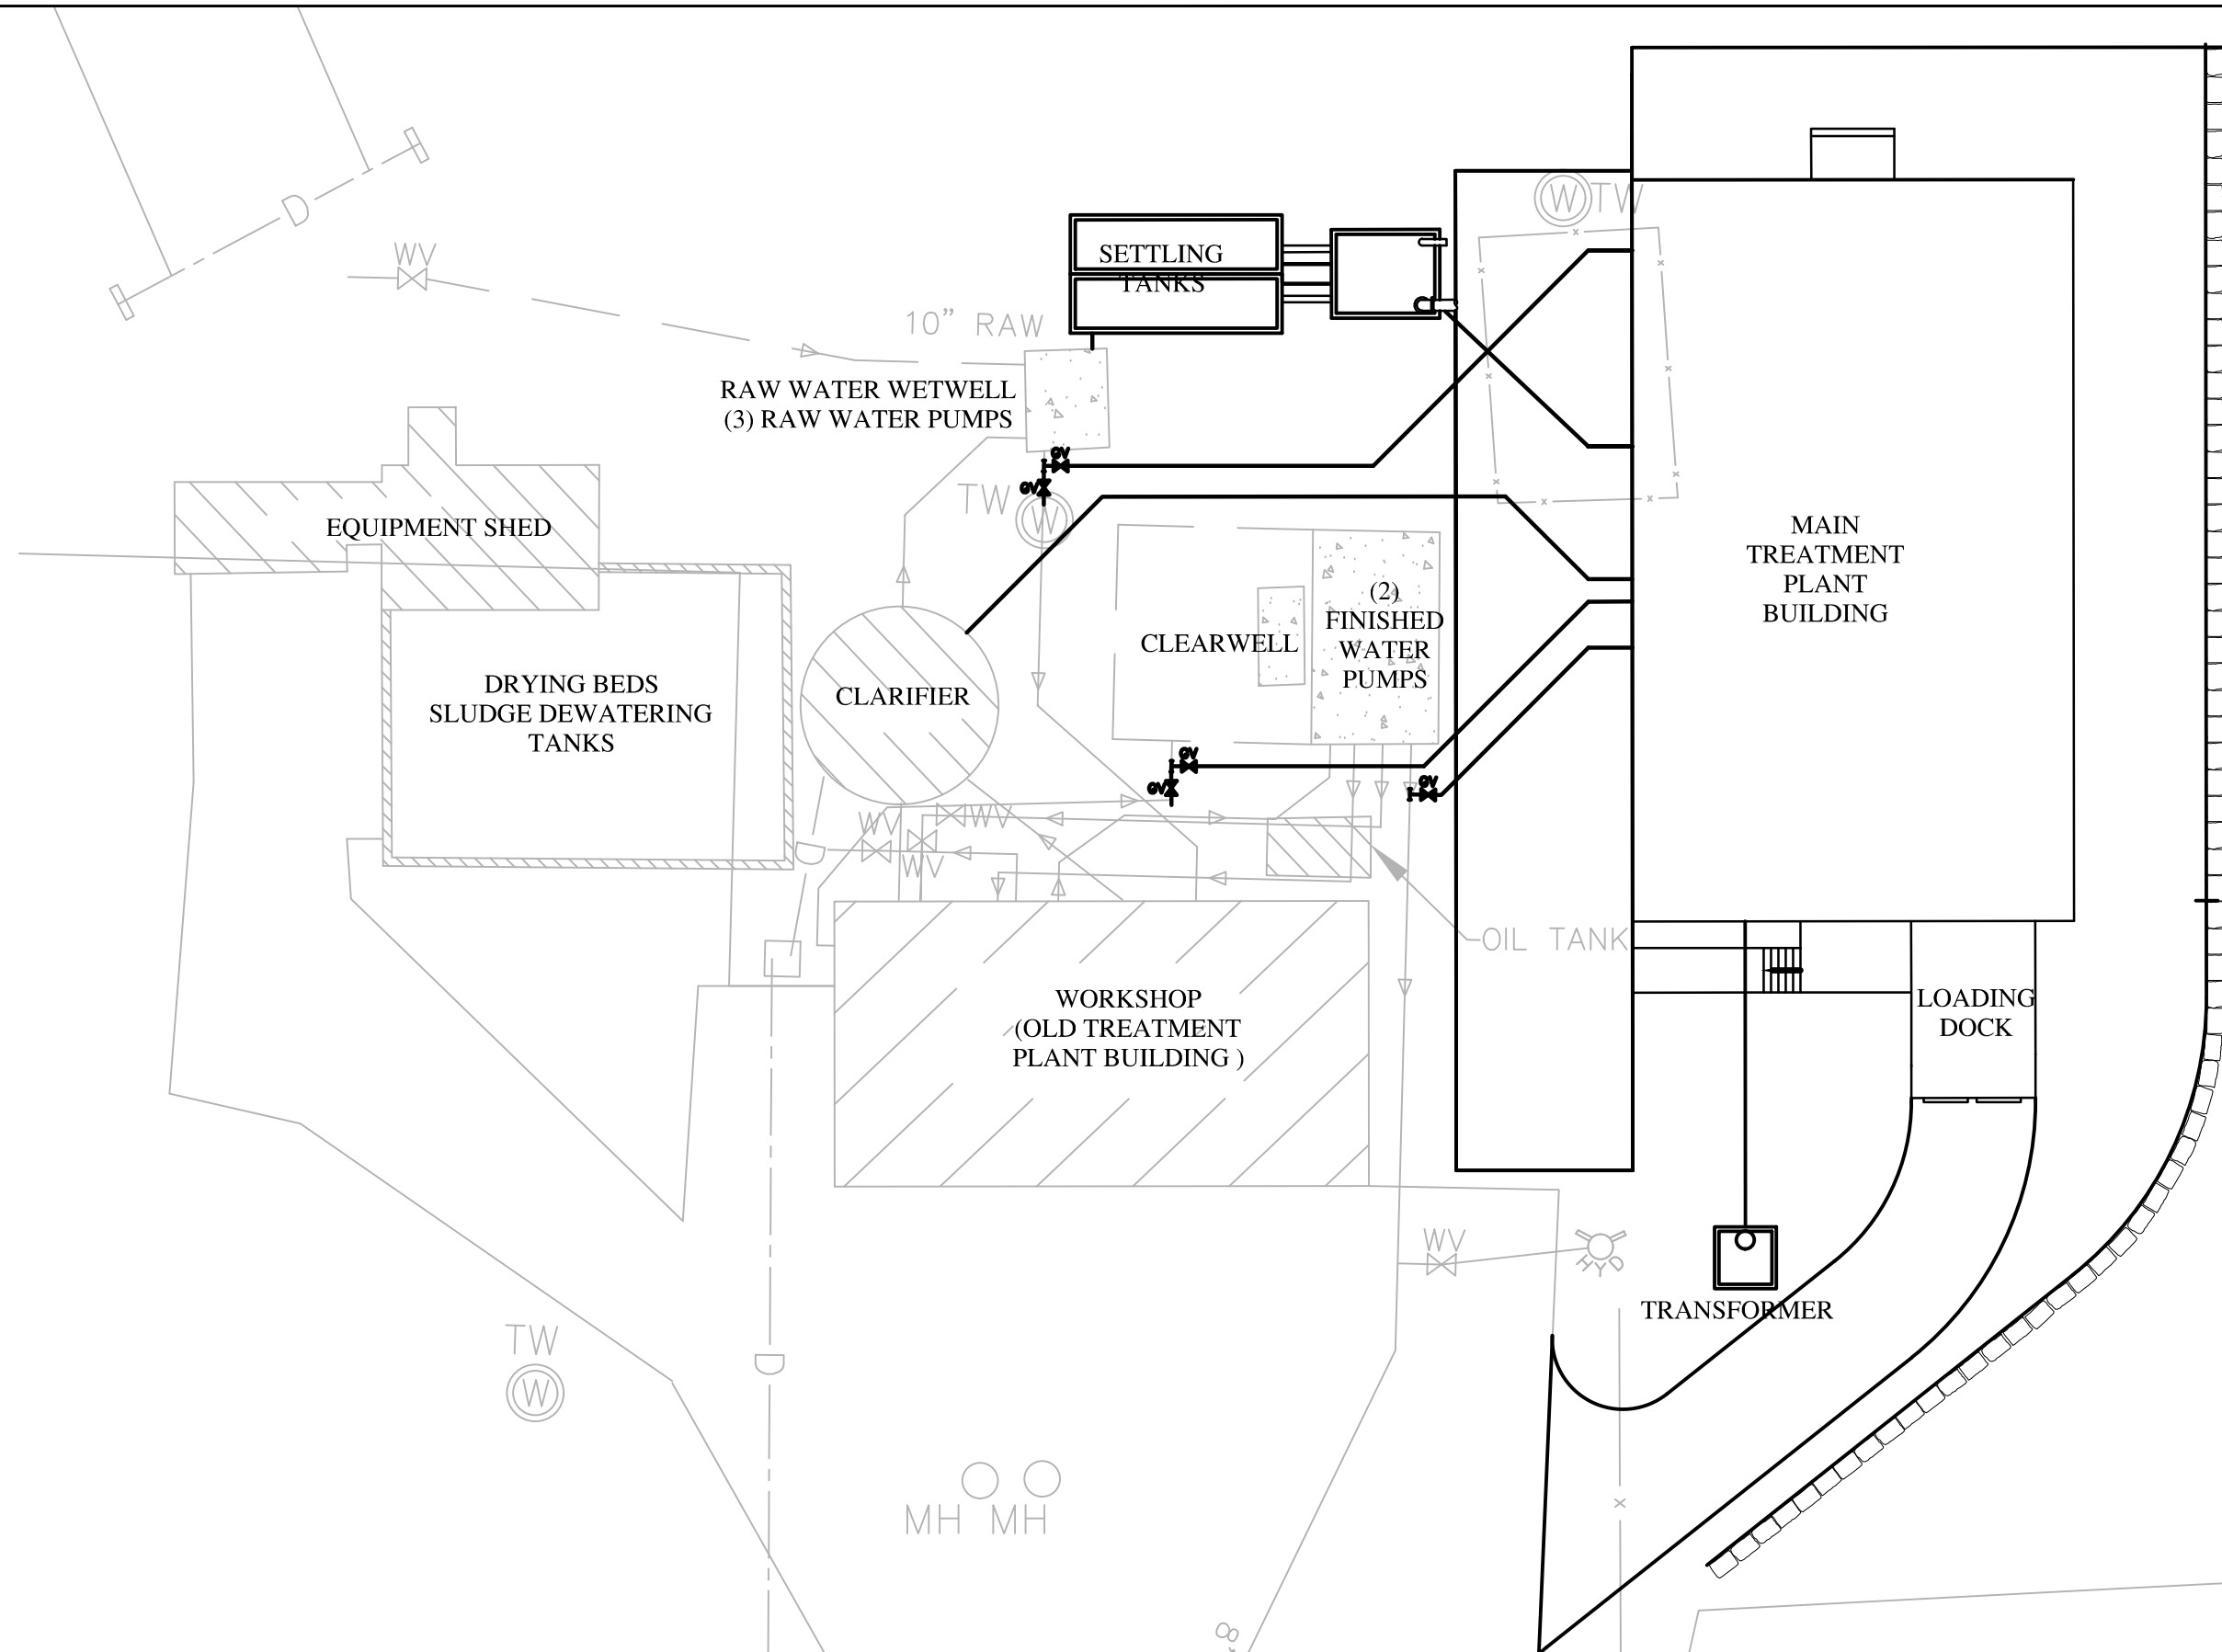 TW
W
D
WV
SETTLING
TANKS
10" RAW
RAW WATER WETWELL
(3) RAW WATER PUMPS
GV
GV
TW
W
EQUIPMENT SHED
MAIN
TREATMENT
PLANT
BUILDING
(2)
FINISHED
WATER
PUMPS
CLEARWELL
CLARIFIER
DRYING BEDS
SLUDGE DEWATERING
TANKS
GV
GV
GV
WV
WV
WV
D
OIL TANK
WORKSHOP
(OLD TREATMENT
PLANT BUILDING )
LOADING
DOCK
WV
HYD
TRANSFORMER
TW
W
D
MH MH
8